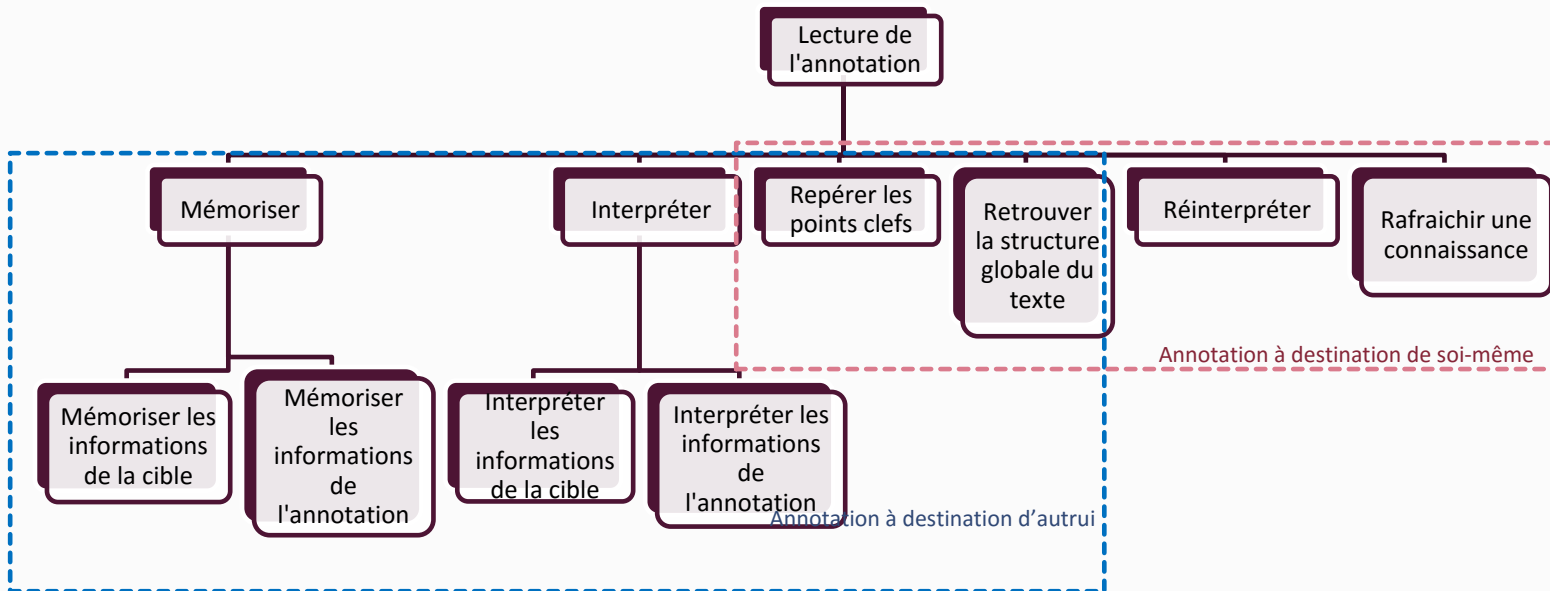 Lecture de
l'annotation
Mémoriser
Interpréter
Repérer les
points clefs
Retrouver
la structure
globale du
texte
Réinterpréter
Rafraichir une
connaissance
Annotation à destination de soi-même
Mémoriser les
informations
de la cible
Mémoriser
les
informations
de
l'annotation
Interpréter
les
informations
de la cible
Interpréter les
informations
de
l'annotation
Annotation à destination d’autrui